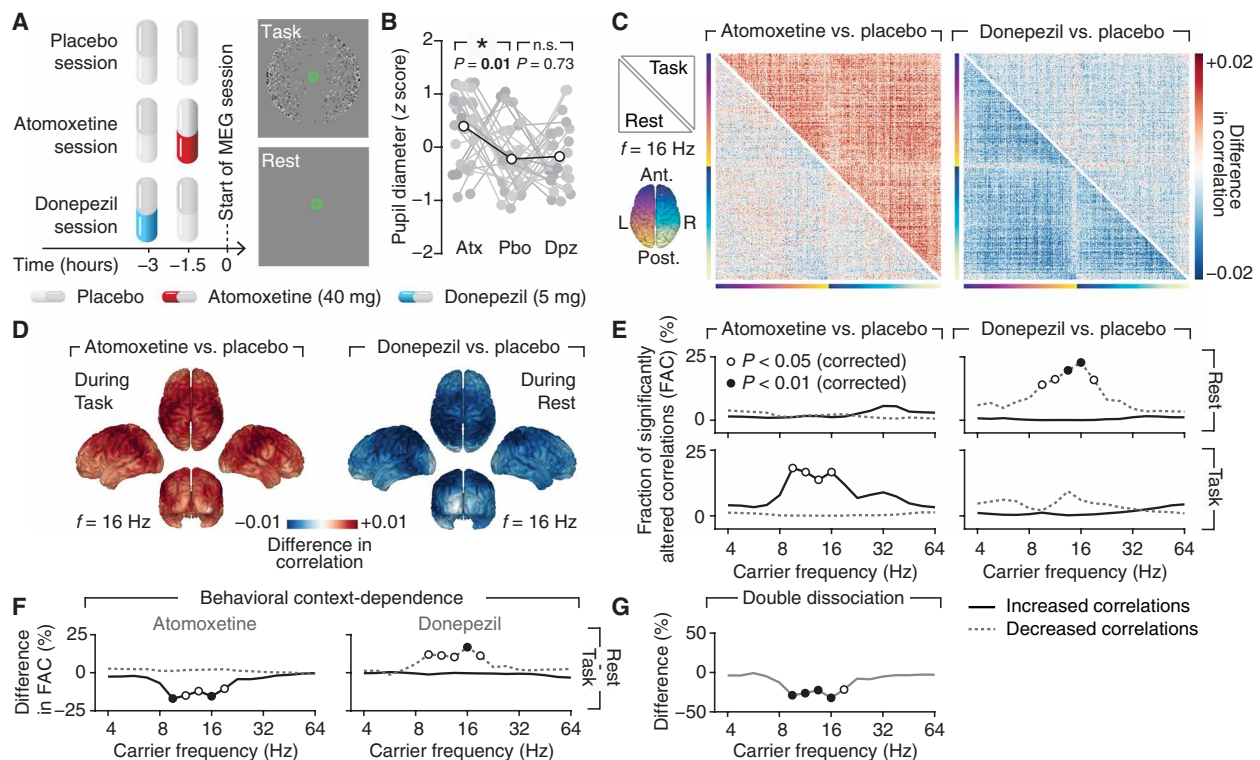 A
Placebo
session
Atomoxetine
session
Donepezil
session
Start of MEG session
Time (hours)
−3
−1.5
0
Task
Rest
Placebo
Atomoxetine (40 mg)
Donepezil (5 mg)
B
*
n.s.
P = 0.01
P = 0.73
Pupil diameter (z score)
2
1
0
−1
−2
Atx
Pbo
Dpz
C
Atomoxetine vs. placebo
Donepezil vs. placebo
Task
Rest
f = 16 Hz
Ant.
L
R
Post.
+0.02
−0.02
Difference
in correlation
D
Atomoxetine vs. placebo
Donepezil vs. placebo
During
Task
During
Rest
f = 16 Hz
−0.01
+0.01
f = 16 Hz
Difference in
correlation
E
Atomoxetine vs. placebo
Donepezil vs. placebo
Fraction of significantly
altered correlations (FAC) (%)
25
0
P < 0.05 (corrected)
P < 0.01 (corrected)
Rest
25
0
Task
4 8 16 32 64
4 8 16 32 64
Carrier frequency (Hz)
Carrier frequency (Hz)
Increased correlations
Decreased correlations
F
Behavioral context-dependence
Atomoxetine
Donepezil
Difference
in FAC (%)
25
0
−25
Rest -
Task
4 8 16 32 64
4 8 16 32 64
Carrier frequency (Hz)
Carrier frequency (Hz)
G
Double dissociation
Difference (%)
50
0
−50
4 8 16 32 64
Carrier frequency (Hz)